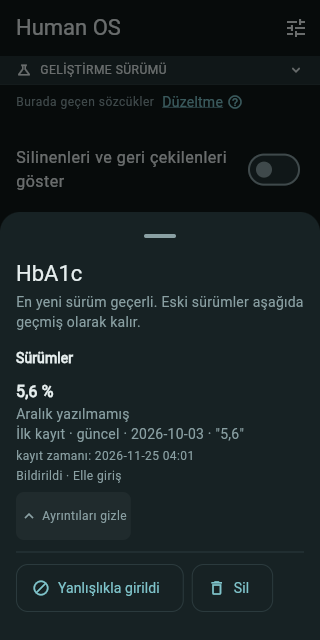 Human OS
GELİŞTİRME SÜRÜMÜ
Burada geçen sözcükler Düzeltme ?
Silinenleri ve geri çekilenleri
göster
HbA1c
En yeni sürüm geçerli. Eski sürümler aşağıda
geçmiş olarak kalır.
Sürümler
5,6 %
Aralık yazılmamış
İlk kayıt · güncel · 2026-10-03 · "5,6"
kayıt zamanı: 2026-11-25 04:01
Bildirildi · Elle giriş
Ayrıntıları gizle
Yanlışlıkla girildi Sil